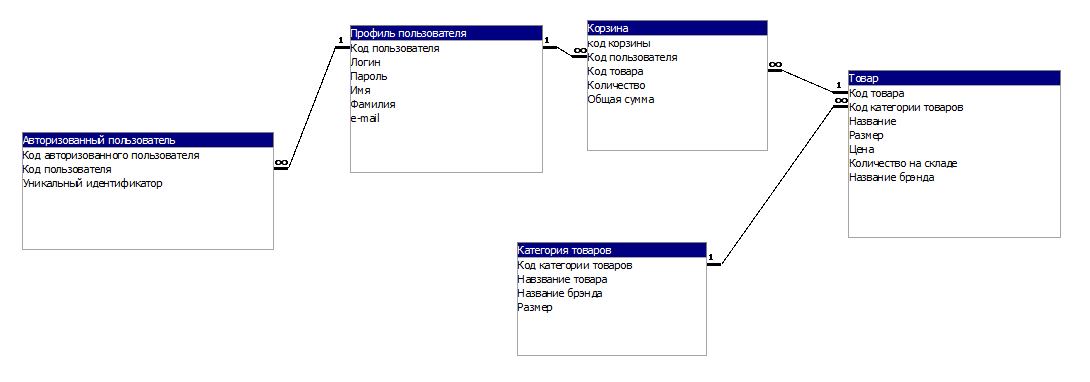 Профиль пользователя
Код пользователя
Логин
Пароль
Имя
Фамилия
e-mail
Корзина
код корзины
Код пользователя
Код товара
Количество
Общая сумма
Товар
Код товара
Код категории товаров
Название
Размер
Цена
Количество на складе
Название брэнда
Авторизованный пользователь
Код авторизованного пользователя
Код пользователя
Уникальный идентификатор
Категория товаров
Код категории товаров
Навзвание товара
Название брэнда
Размер
1
∞
1
∞
∞
1
∞
1